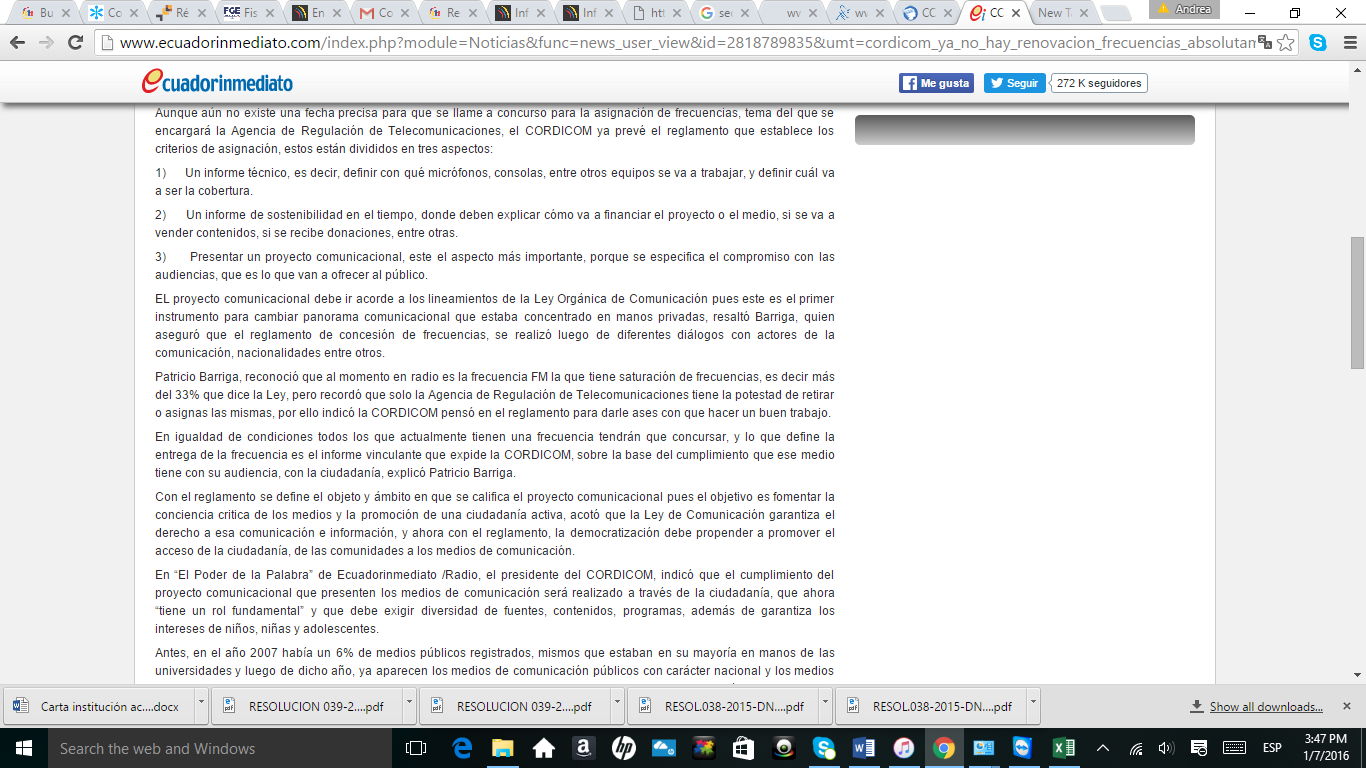 Bu
Co
Ré
Fis
En
Co
Re
Inf
Inf
htt
sec
wv
wv
CC
CC
New T
Andrea
www.ecuadorinmediato.com/index.php?module=Noticias&func=news_user_view&id=2818789835&umt=cordicom_ya_no_hay_renovacion_frecuencias_absolutam
ecuadorinmediato
Me gusta
Seguir
272 K seguidores
Aunque aún no existe una fecha precisa para que se llame a concurso para la asignación de frecuencias, tema del que se
encargará la Agencia de Regulación de Telecomunicaciones, el CORDICOM ya prevé el reglamento que establece los
criterios de asignación, estos están divididos en tres aspectos:
1) Un informe técnico, es decir, definir con qué micrófonos, consolas, entre otros equipos se va a trabajar, y definir cuál va
a ser la cobertura.
2) Un informe de sostenibilidad en el tiempo, donde deben explicar cómo va a financiar el proyecto o el medio, si se va a
vender contenidos, si se recibe donaciones, entre otras.
3) Presentar un proyecto comunicacional, este el aspecto más importante, porque se especifica el compromiso con las
audiencias, que es lo que van a ofrecer al público.
EL proyecto comunicacional debe ir acorde a los lineamientos de la Ley Orgánica de Comunicación pues este es el primer
instrumento para cambiar panorama comunicacional que estaba concentrado en manos privadas, resaltó Barriga, quien
aseguró que el reglamento de concesión de frecuencias, se realizó luego de diferentes diálogos con actores de la
comunicación, nacionalidades entre otros.
Patricio Barriga, reconoció que al momento en radio es la frecuencia FM la que tiene saturación de frecuencias, es decir más
del 33% que dice la Ley, pero recordó que solo la Agencia de Regulación de Telecomunicaciones tiene la potestad de retirar
o asignas las mismas, por ello indicó la CORDICOM pensó en el reglamento para darle ases con que hacer un buen trabajo.
En igualdad de condiciones todos los que actualmente tienen una frecuencia tendrán que concursar, y lo que define la
entrega de la frecuencia es el informe vinculante que expide la CORDICOM, sobre la base del cumplimiento que ese medio
tiene con su audiencia, con la ciudadanía, explicó Patricio Barriga.
Con el reglamento se define el objeto y ámbito en que se califica el proyecto comunicacional pues el objetivo es fomentar la
conciencia critica de los medios y la promoción de una ciudadanía activa, acotó que la Ley de Comunicación garantiza el
derecho a esa comunicación e información, y ahora con el reglamento, la democratización debe propender a promover el
acceso de la ciudadanía, de las comunidades a los medios de comunicación.
En “El Poder de la Palabra” de Ecuadorinmediato /Radio, el presidente del CORDICOM, indicó que el cumplimiento del
proyecto comunicacional que presenten los medios de comunicación será realizado a través de la ciudadanía, que ahora
“tiene un rol fundamental” y que debe exigir diversidad de fuentes, contenidos, programas, además de garantiza los
intereses de niños, niñas y adolescentes.
Antes, en el año 2007 había un 6% de medios públicos registrados, mismos que estaban en su mayoría en manos de las
universidades y luego de dicho año, ya aparecen los medios de comunicación públicos con carácter nacional y los medios
Carta institución ac....docx
RESOLUCION 039-2....pdf
RESOLUCION 039-2....pdf
RESOL.038-2015-DN....pdf
RESOL.038-2015-DN....pdf
Show all downloads...
Search the web and Windows
ESP
3:47 PM
1/7/2016